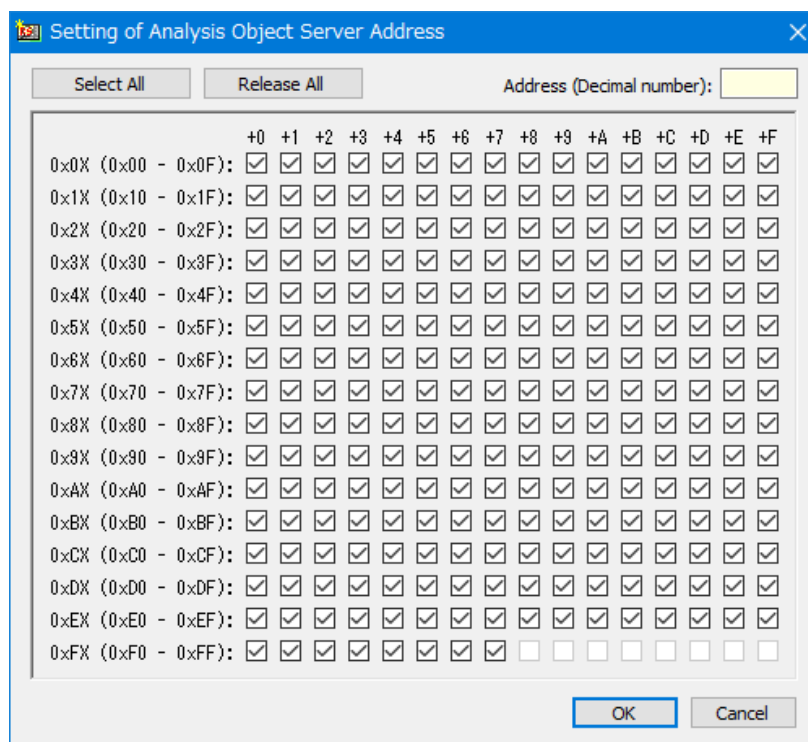 Setting of Analysis Object Server Address
Select All Release All Address (Decimal number):
+0 +1 +2 +3 +4 +5 +6 +7 +8 +9 +A +B +C +D +E +F
0x0X (0x00 - 0x0F):
0x1X (0x10 - 0x1F):
0x2X (0x20 - 0x2F):
0x3X (0x30 - 0x3F):
0x4X (0x40 - 0x4F):
0x5X (0x50 - 0x5F):
0x6X (0x60 - 0x6F):
0x7X (0x70 - 0x7F):
0x8X (0x80 - 0x8F):
0x9X (0x90 - 0x9F):
0xAX (0xA0 - 0xAF):
0xBX (0xB0 - 0xBF):
0xCX (0xC0 - 0xCF):
0xDX (0xD0 - 0xDF):
0xEX (0xE0 - 0xEF):
0xFX (0xF0 - 0xFF):
OK Cancel